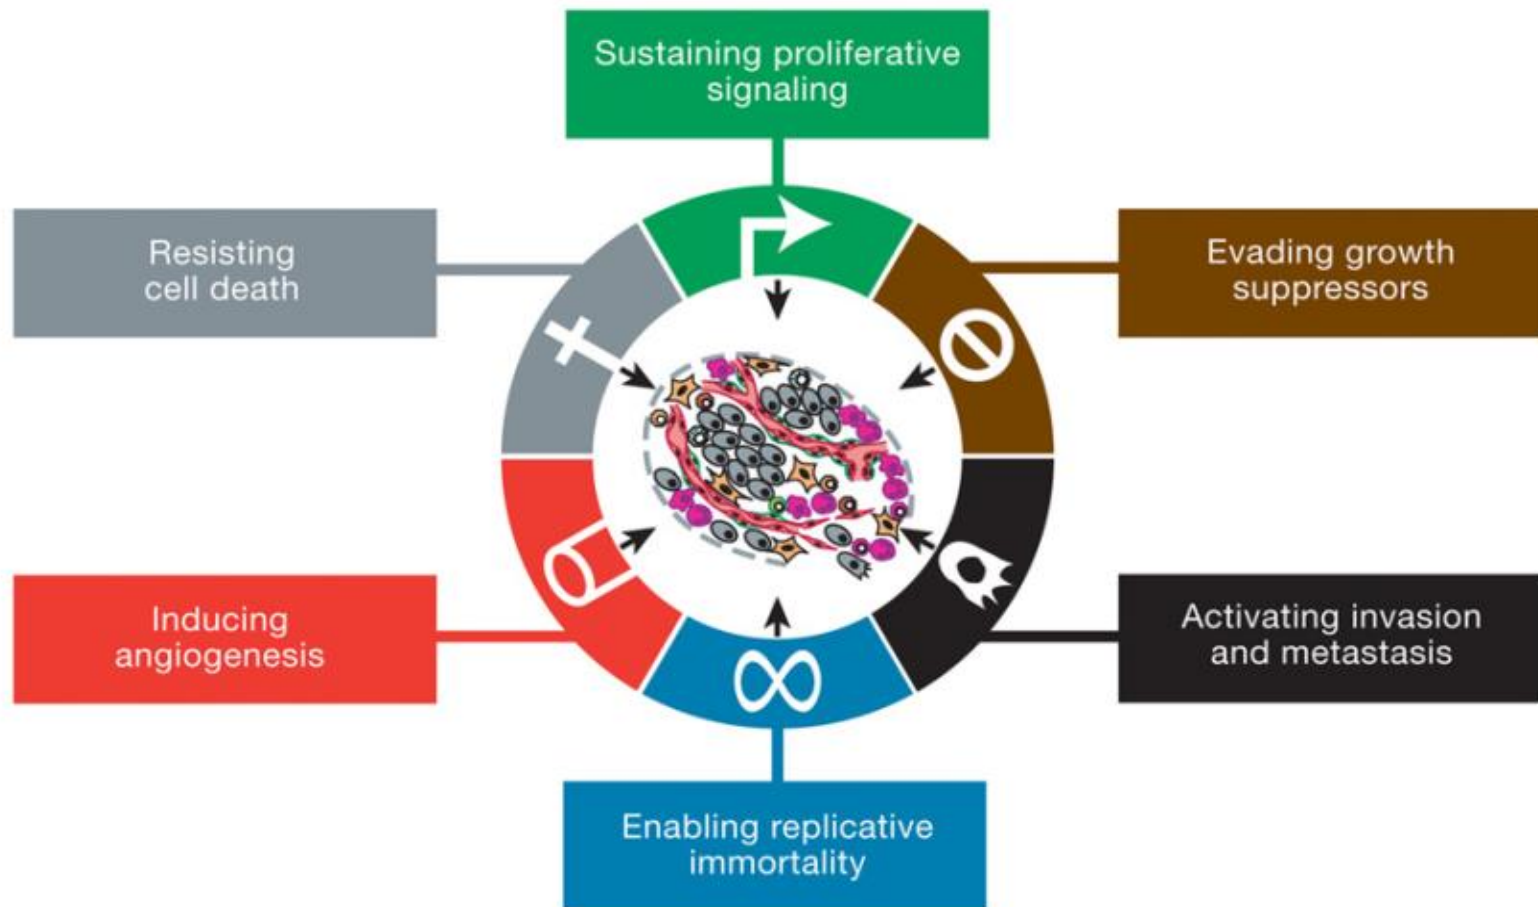 Sustaining proliferative
signaling
Resisting
cell death
Evading growth
suppressors
Inducing
angiogenesis
Activating invasion
and metastasis
Enabling replicative
immortality